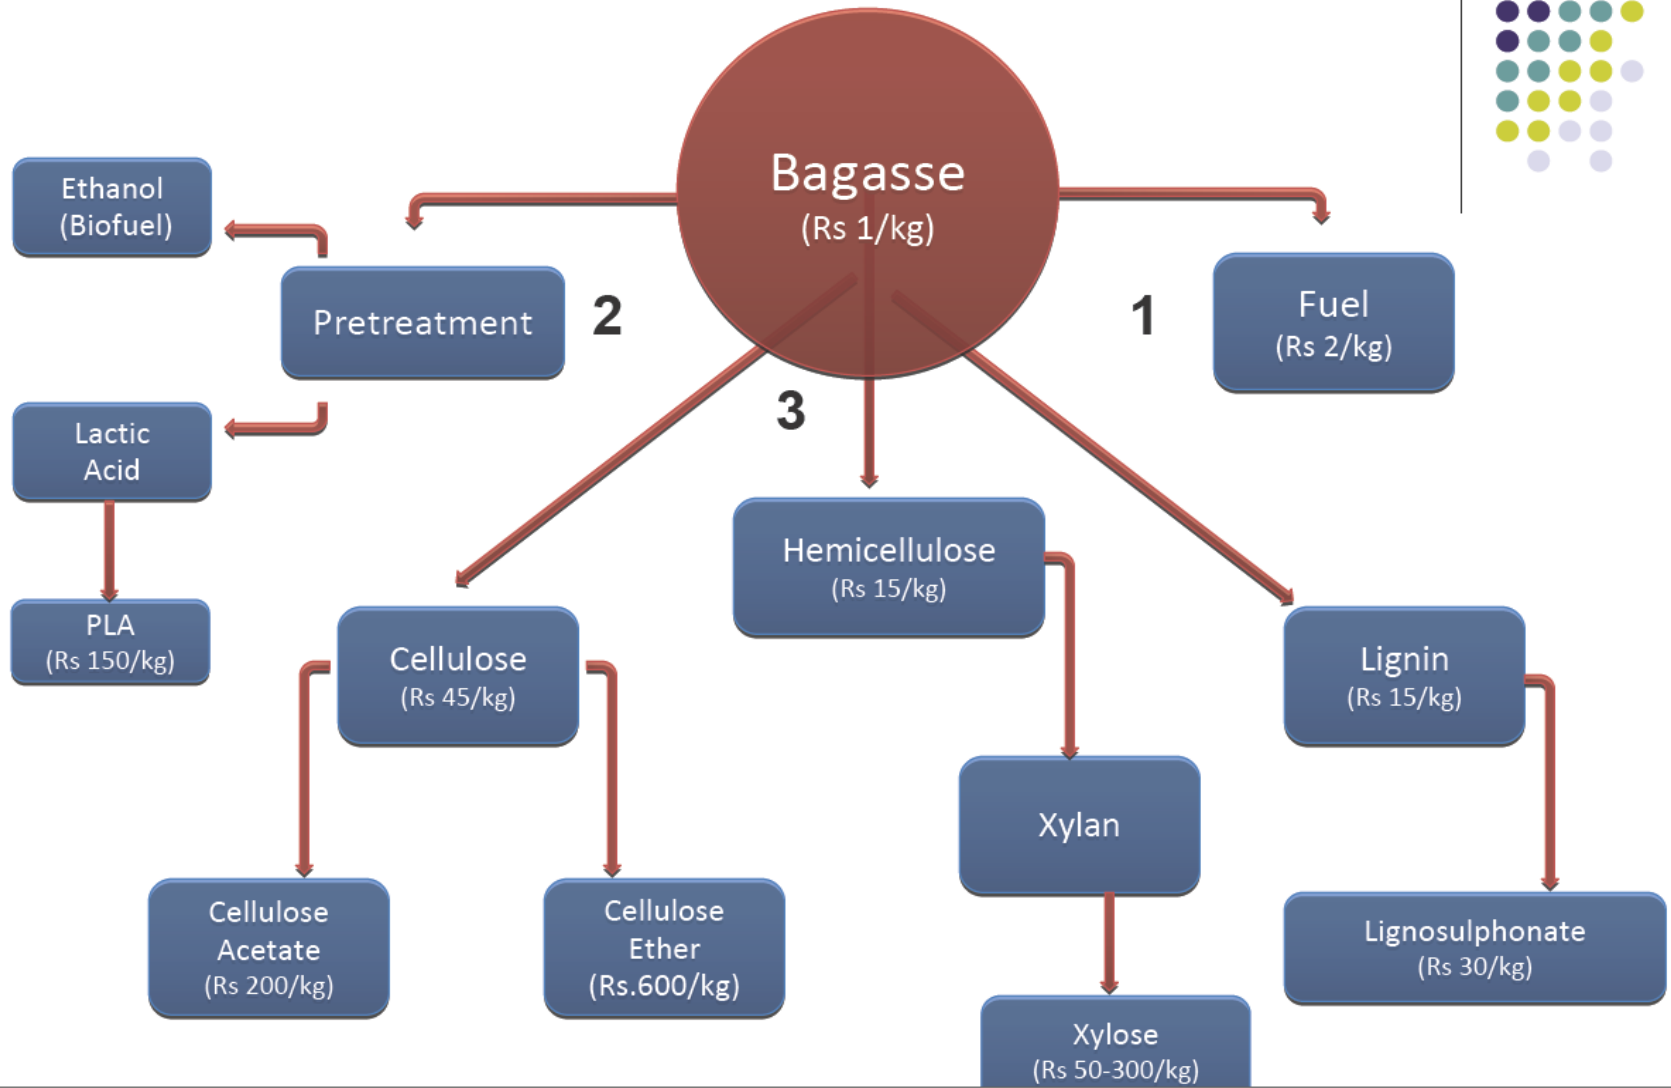 Bagasse
(Rs 1/kg)
Ethanol
(Biofuel)
Pretreatment
2
1
Fuel
(Rs 2/kg)
3
Lactic
Acid
PLA
(Rs 150/kg)
Hemicellulose
(Rs 15/kg)
Cellulose
(Rs 45/kg)
Lignin
(Rs 15/kg)
Xylan
Cellulose
Acetate
(Rs 200/kg)
Cellulose
Ether
(Rs.600/kg)
Lignosulphonate
(Rs 30/kg)
Xylose
(Rs 50-300/kg)